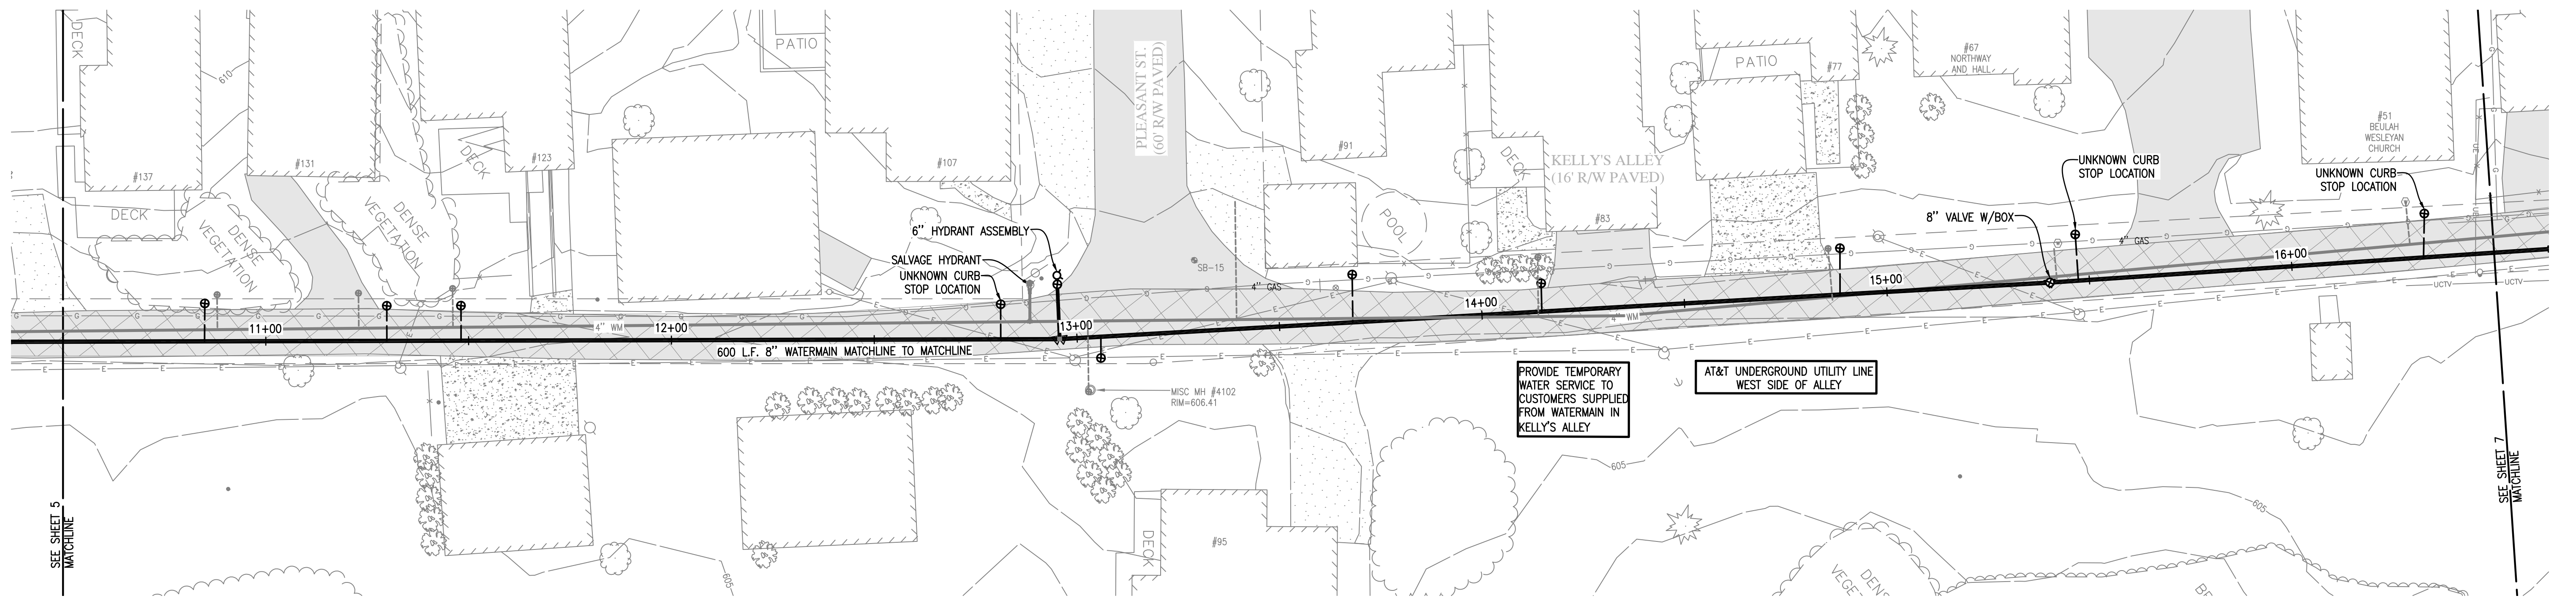 DECK
610
PATIO
PLEASANT ST.
(60' R/W PAVED)
#137
#131
#123
DECK
#107
DECK
DENSE
VEGETATION
DENSE
VEGETATION
#91
DECK
KELLY'S ALLEY
(16' R/W PAVED)
PATIO
#77
#67
NORTHWAY
AND HALL
#51
BEULAH
WESLEYAN
CHURCH
POOL
#83
SB-15
6" HYDRANT ASSEMBLY
SALVAGE HYDRANT
UNKNOWN CURB
STOP LOCATION
UNKNOWN CURB
STOP LOCATION
UNKNOWN CURB
STOP LOCATION
8" VALVE W/BOX
4" GAS
4" GAS
11+00
4" WM
12+00
13+00
14+00
4" WM
15+00
16+00
UCTV
UCTV
600 L.F. 8" WATERMAIN MATCHLINE TO MATCHLINE
MISC MH #4102
RIM=606.41
PROVIDE TEMPORARY
WATER SERVICE TO
CUSTOMERS SUPPLIED
FROM WATERMAIN IN
KELLY'S ALLEY
AT&T UNDERGROUND UTILITY LINE
WEST SIDE OF ALLEY
605
605
605
DECK
#95
SEE SHEET 5
MATCHLINE
SEE SHEET 7
MATCHLINE